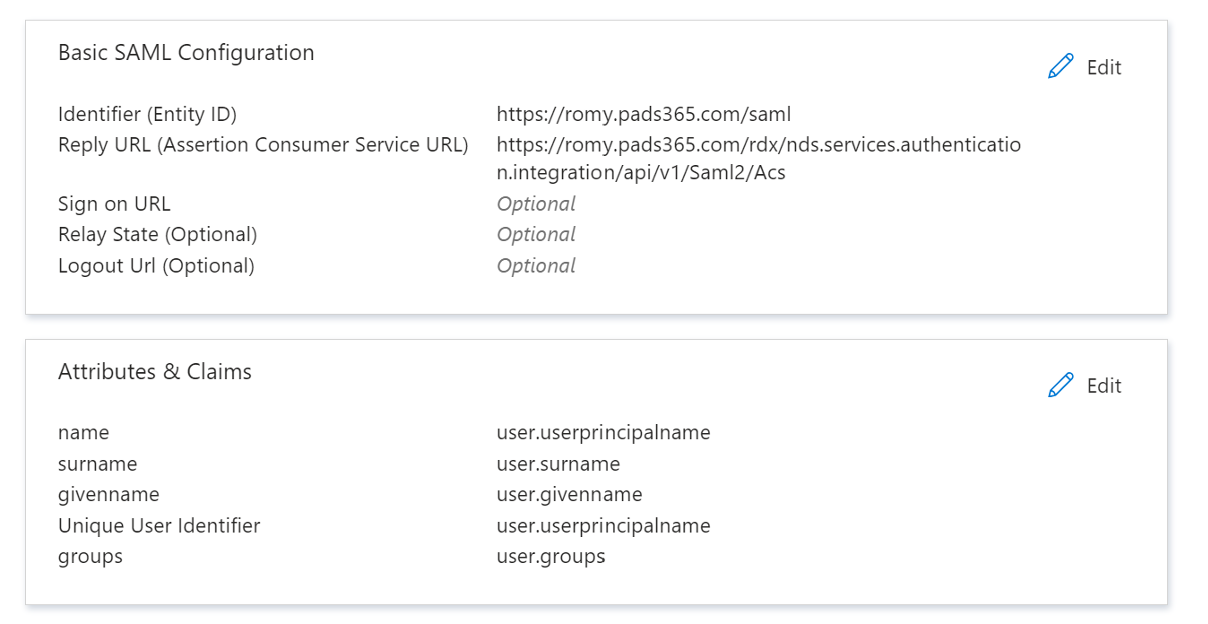 Basic SAML Configuration
Edit
Identifier (Entity ID) https://romy.pads365.com/saml
Reply URL (Assertion Consumer Service URL) https://romy.pads365.com/rdx/nds.services.authenticatio
n.integration/api/v1/Saml2/Acs
Sign on URL Optional
Relay State (Optional) Optional
Logout Url (Optional) Optional
Attributes & Claims
Edit
name user.userprincipalname
surname user.surname
givenname user.givenname
Unique User Identifier user.userprincipalname
groups user.groups